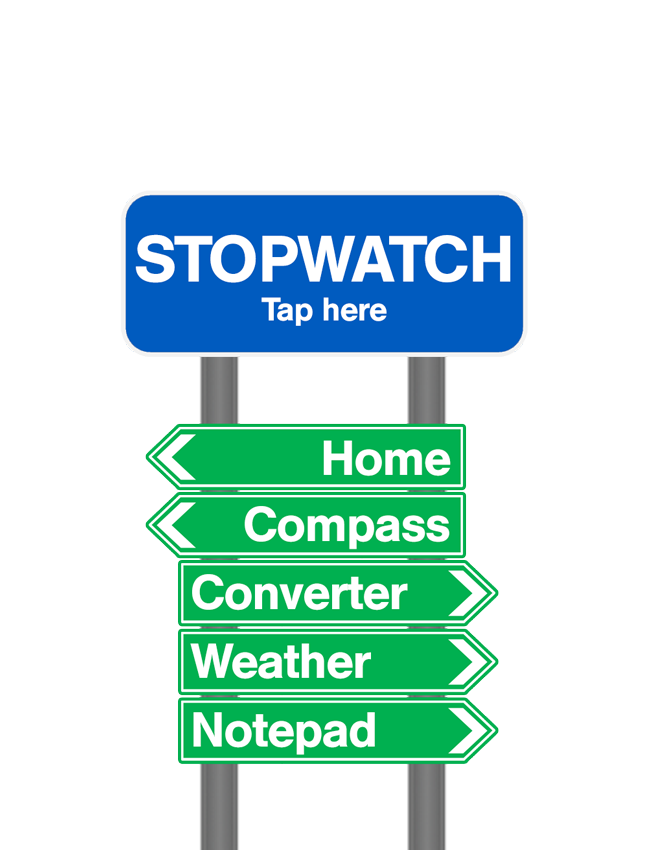 STOPWATCH
Tap here
Home
Compass
Converter
Weather
Notepad